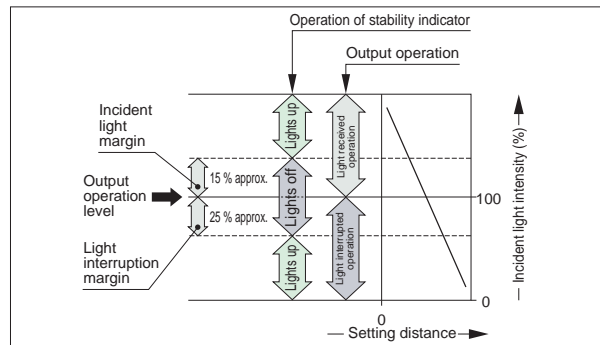 Operation of stability indicator
Output operation
Incident
light
margin
Output
operation
level
Light
interruption
margin
15 % approx.
25 % approx.
Lights up
Lights off
Lights up
Light received
operation
Light interrupted
operation
100
0
Incident light intensity (%)
0
Setting distance